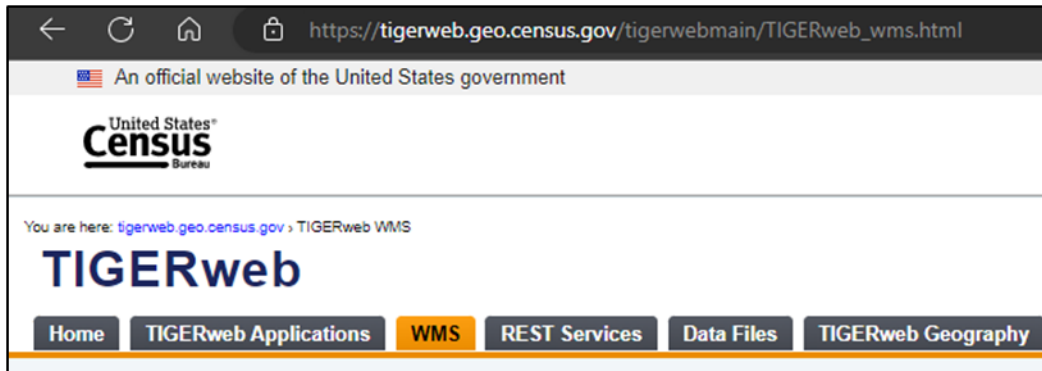 https://tigerweb.geo.census.gov/tigerwebmain/TIGERweb_wms.html
An official website of the United States government
United States®
Census
Bureau
You are here: tigerweb.geo.census.gov › TIGERweb WMS
TIGERweb
Home TIGERweb Applications WMS REST Services Data Files TIGERweb Geography